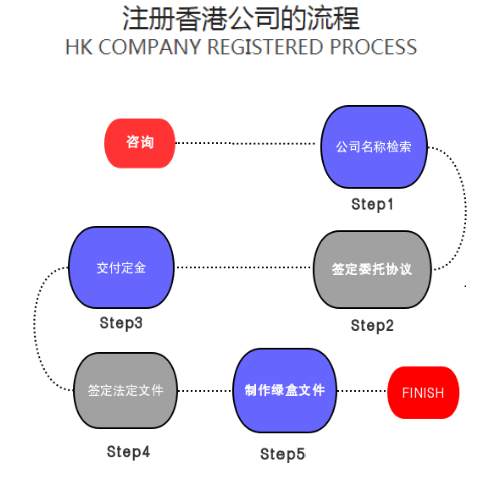 注册香港公司的流程
HK COMPANY REGISTERED PROCESS
咨询
公司名称检索
Step1
签定委托协议
Step2
交付定金
Step3
签定法定文件
Step4
制作绿盒文件
Step5
FINISH